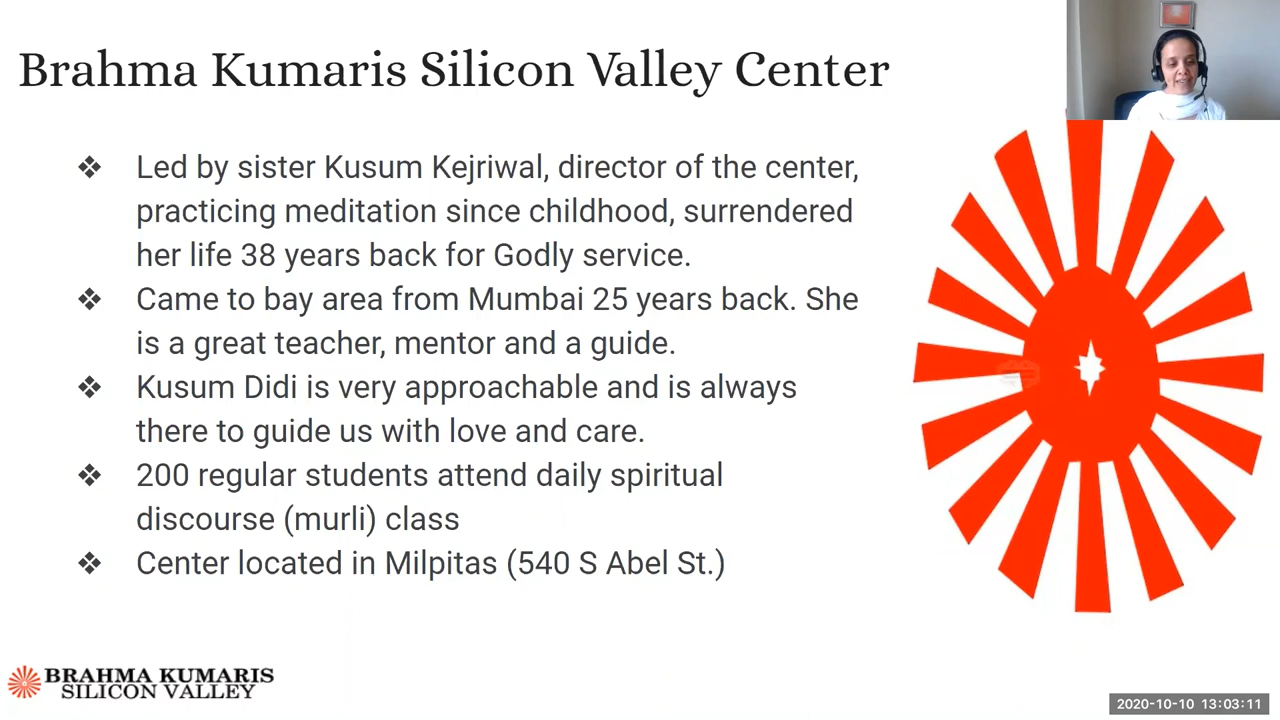 Brahma Kumaris Silicon Valley Center
❖ Led by sister Kusum Kejriwal, director of the center,
practicing meditation since childhood, surrendered
her life 38 years back for Godly service.
❖ Came to bay area from Mumbai 25 years back. She
is a great teacher, mentor and a guide.
❖ Kusum Didi is very approachable and is always
there to guide us with love and care.
❖ 200 regular students attend daily spiritual
discourse (murli) class
❖ Center located in Milpitas (540 S Abel St.)
BRAHMA KUMARIS
SILICON VALLEY
2020-10-10 13:03:11